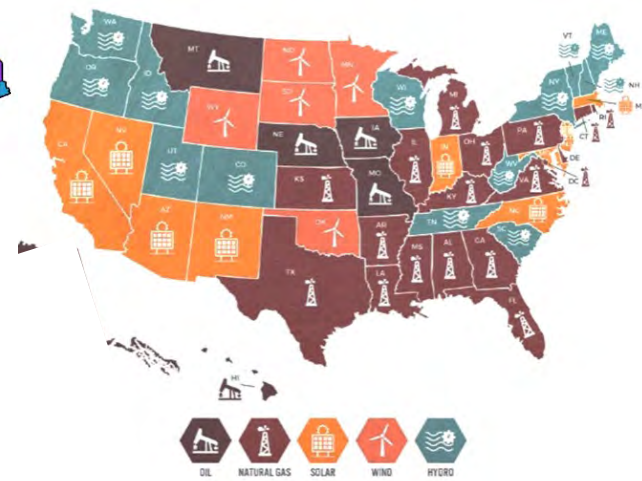 WA
MT
ND
MN
VT
ME
OR
ID
SD
WI
NY
NH
WY
MI
M
NV
NE
IA
PA
RI
CT
CA
UT
CO
IL
IN
OH
DE
KS
MO
WV
VA
DC
KY
AZ
NM
OK
AR
TN
NC
SC
TX
MS
AL
GA
LA
FL
HI
OIL
NATURAL GAS
SOLAR
WIND
HYDRO